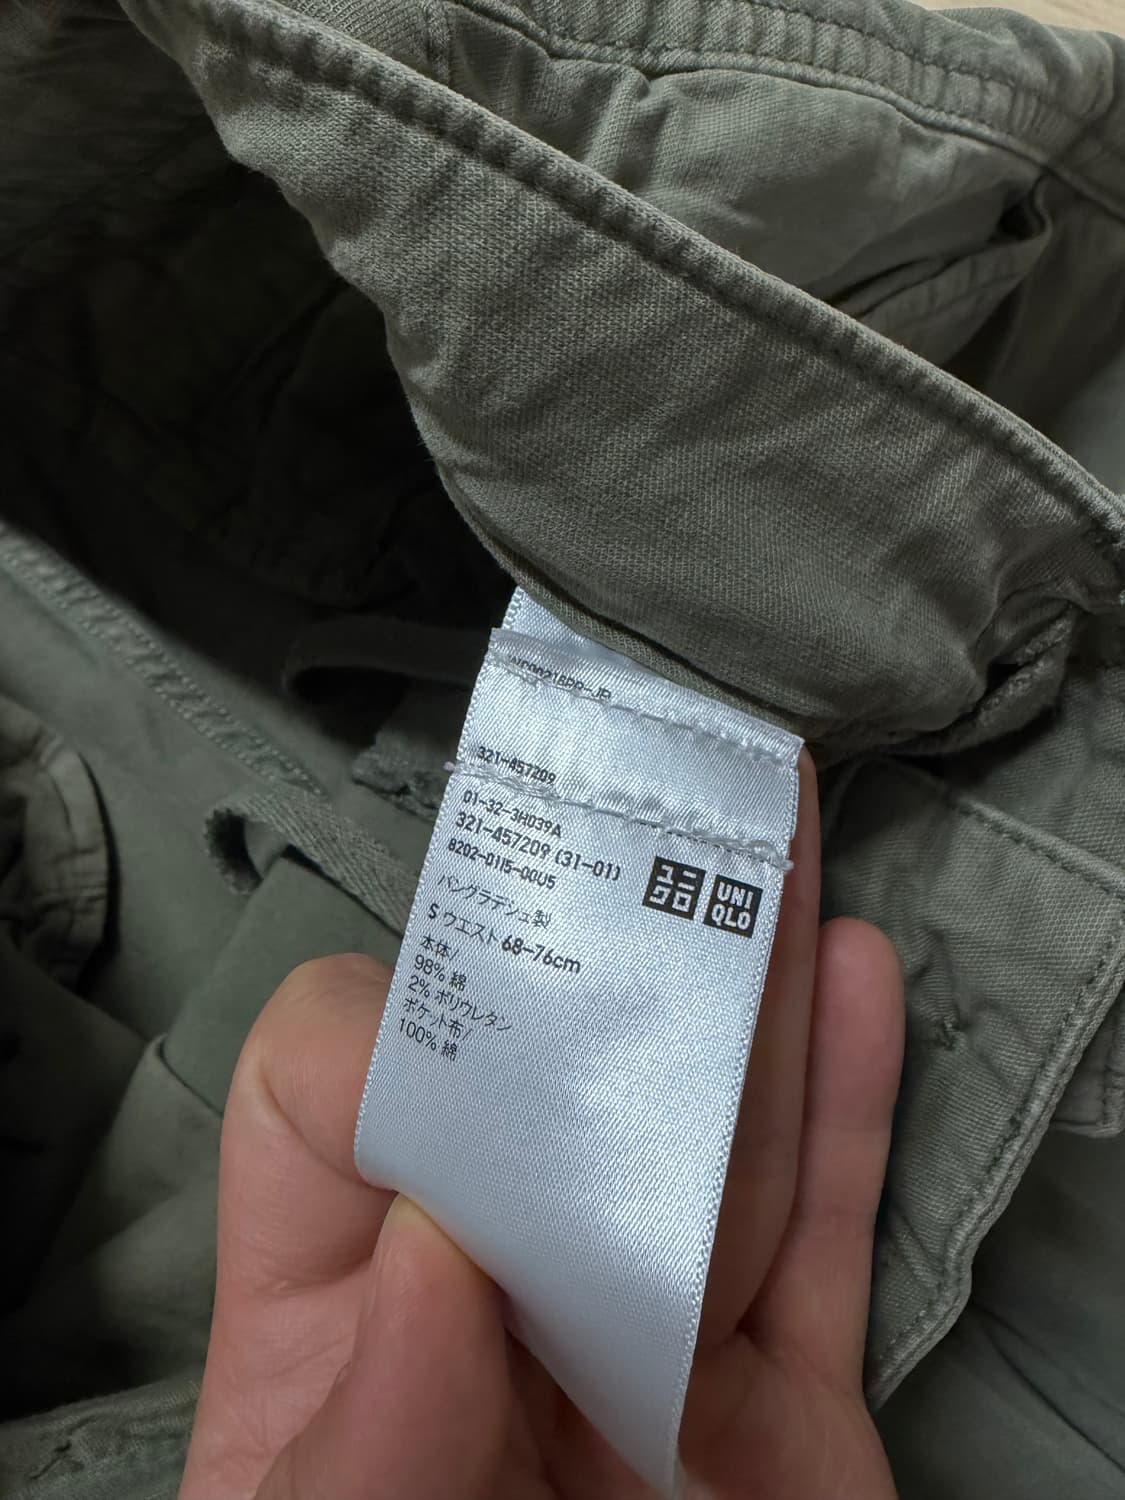 321-457209
01-32-3H039A
321-457209 (31-01)
8202-0115-00U5
バングラデシュ製
S ウエスト 68-76cm
本体/
98% 綿
2% ポリウレタン
ポケット布/
100% 綿
ユニ
クロ
UNI
QLO